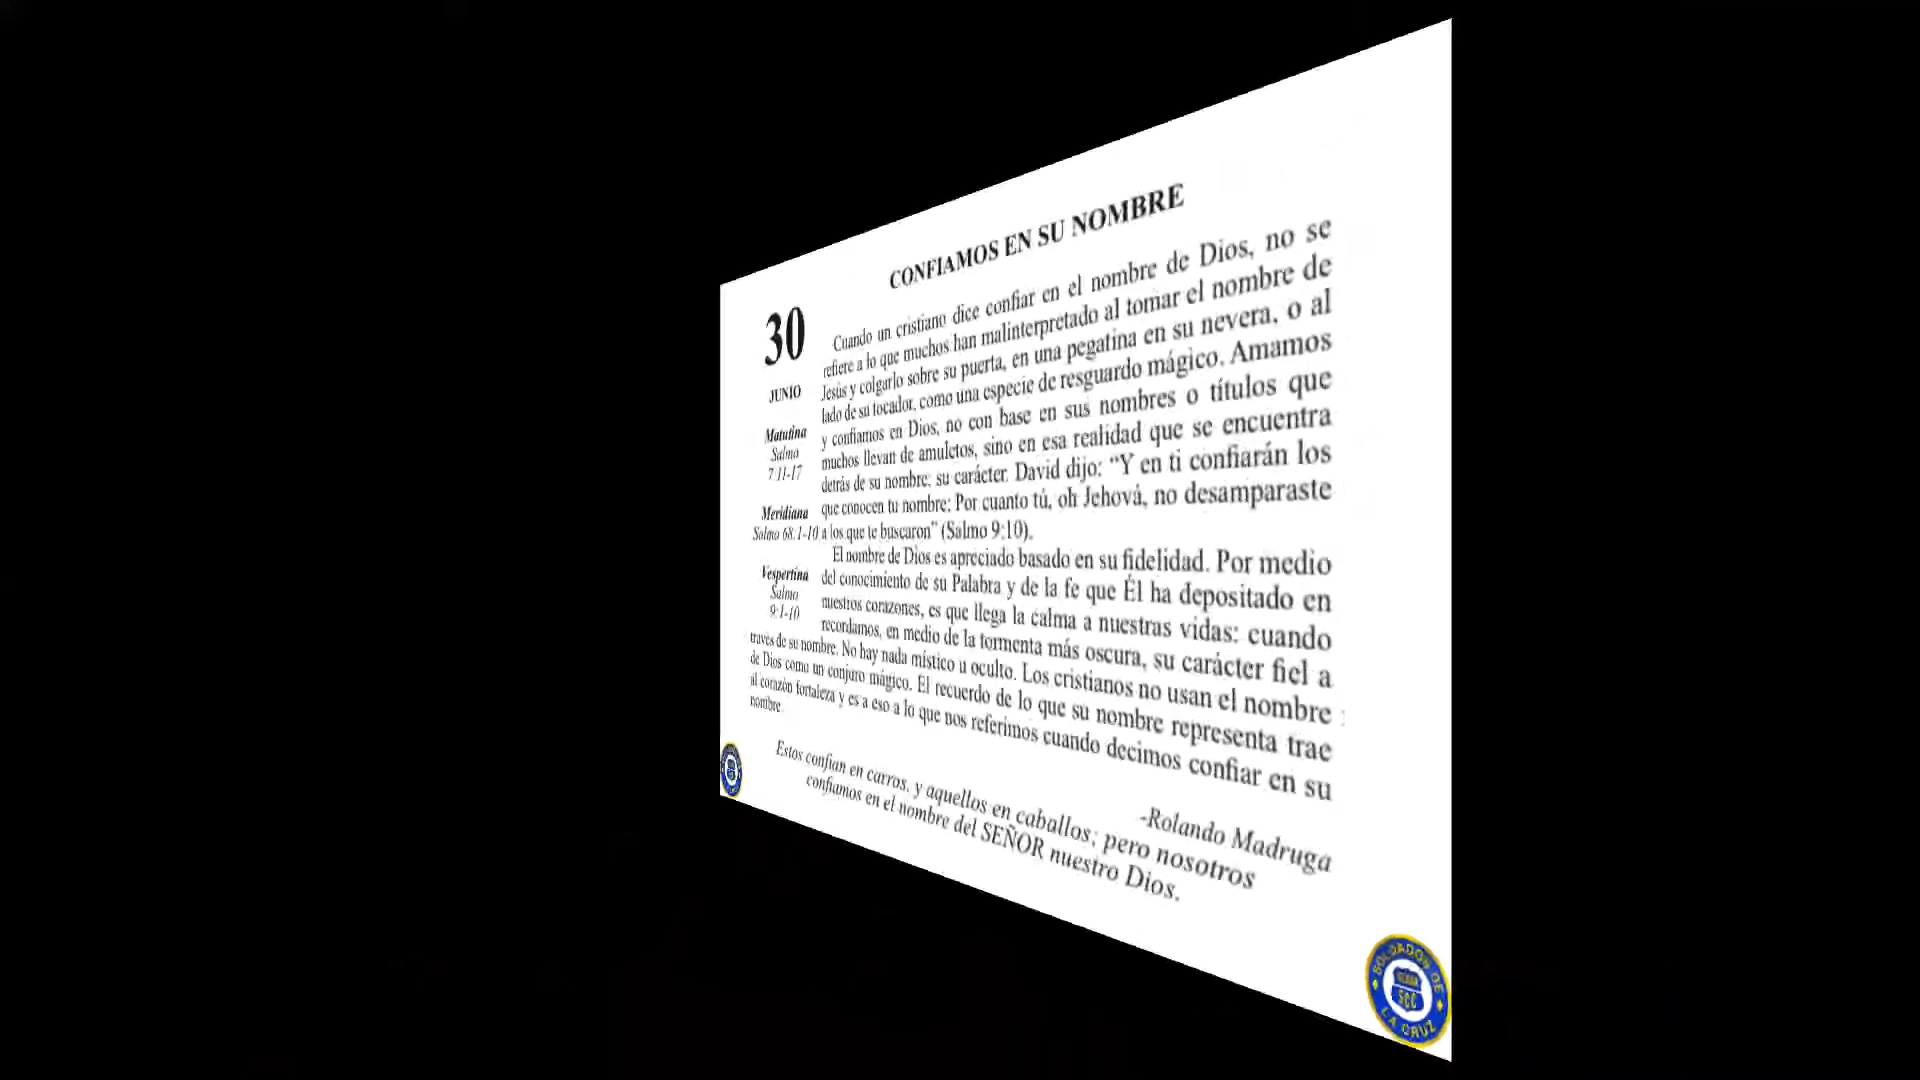 CONFIAMOS EN SU NOMBRE
30
JUNIO
Matutina
Salmo
7:11-17
Meridiana
Salmo 68:1-10
Vespertina
Salmo
9:1-10
Cuando un cristiano dice confiar en el nombre de Dios, no se
refiere a lo que muchos han malinterpretado al tomar el nombre de
Jesús y colgarlo sobre su puerta, en una pegatina en su nevera, o al
lado de su tocador, como una especie de resguardo mágico. Amamos
y confiamos en Dios, no con base en sus nombres o títulos que
muchos llevan de amuletos, sino en esa realidad que se encuentra
detrás de su nombre: su carácter. David dijo: “Y en ti confiarán los
que conocen tu nombre: Por cuanto tú, oh Jehová, no desamparaste
a los que te buscaron” (Salmo 9:10).
El nombre de Dios es apreciado basado en su fidelidad. Por medio
del conocimiento de su Palabra y de la fe que Él ha depositado en
nuestros corazones, es que llega la calma a nuestras vidas: cuando
recordamos, en medio de la tormenta más oscura, su carácter fiel a
través de su nombre. No hay nada místico u oculto. Los cristianos no usan el nombre
de Dios como un conjuro mágico. El recuerdo de lo que su nombre representa trae
al corazón fortaleza y es a eso a lo que nos referimos cuando decimos confiar en su
nombre.
-Rolando Madruga
Estos confían en carros, y aquellos en caballos; pero nosotros
confiamos en el nombre del SEÑOR nuestro Dios.
SOLDADOS DE
SCC
LA CRUZ